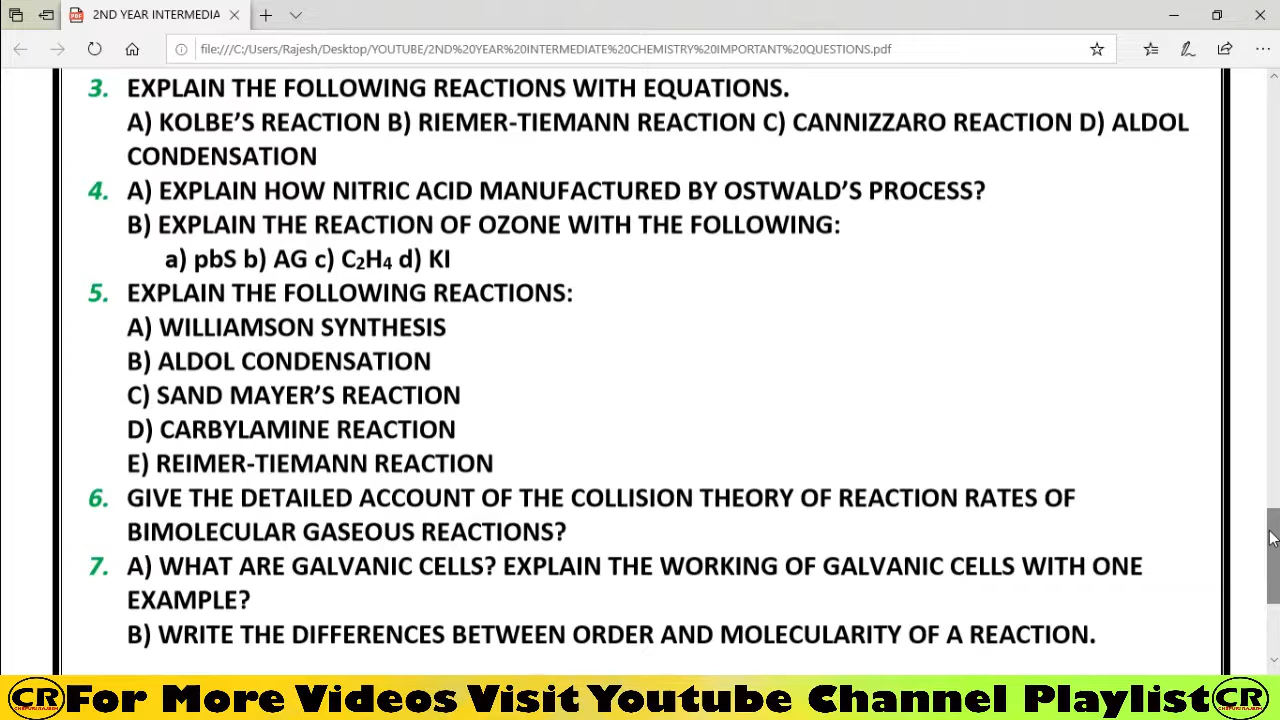 2ND YEAR INTERMEDIA
file:///C:/Users/Rajesh/Desktop/YOUTUBE/2ND%20YEAR%20INTERMEDIATE%20CHEMISTRY%20IMPORTANT%20QUESTIONS.pdf
3. EXPLAIN THE FOLLOWING REACTIONS WITH EQUATIONS.
A) KOLBE'S REACTION B) RIEMER-TIEMANN REACTION C) CANNIZZARO REACTION D) ALDOL
CONDENSATION
4. A) EXPLAIN HOW NITRIC ACID MANUFACTURED BY OSTWALD'S PROCESS?
B) EXPLAIN THE REACTION OF OZONE WITH THE FOLLOWING:
a) pbS b) AG c) C₂H₄ d) KI
5. EXPLAIN THE FOLLOWING REACTIONS:
A) WILLIAMSON SYNTHESIS
B) ALDOL CONDENSATION
C) SAND MAYER'S REACTION
D) CARBYLAMINE REACTION
E) REIMER-TIEMANN REACTION
6. GIVE THE DETAILED ACCOUNT OF THE COLLISION THEORY OF REACTION RATES OF
BIMOLECULAR GASEOUS REACTIONS?
7. A) WHAT ARE GALVANIC CELLS? EXPLAIN THE WORKING OF GALVANIC CELLS WITH ONE
EXAMPLE?
B) WRITE THE DIFFERENCES BETWEEN ORDER AND MOLECULARITY OF A REACTION.
CR For More Videos Visit Youtube Channel Playlist CR